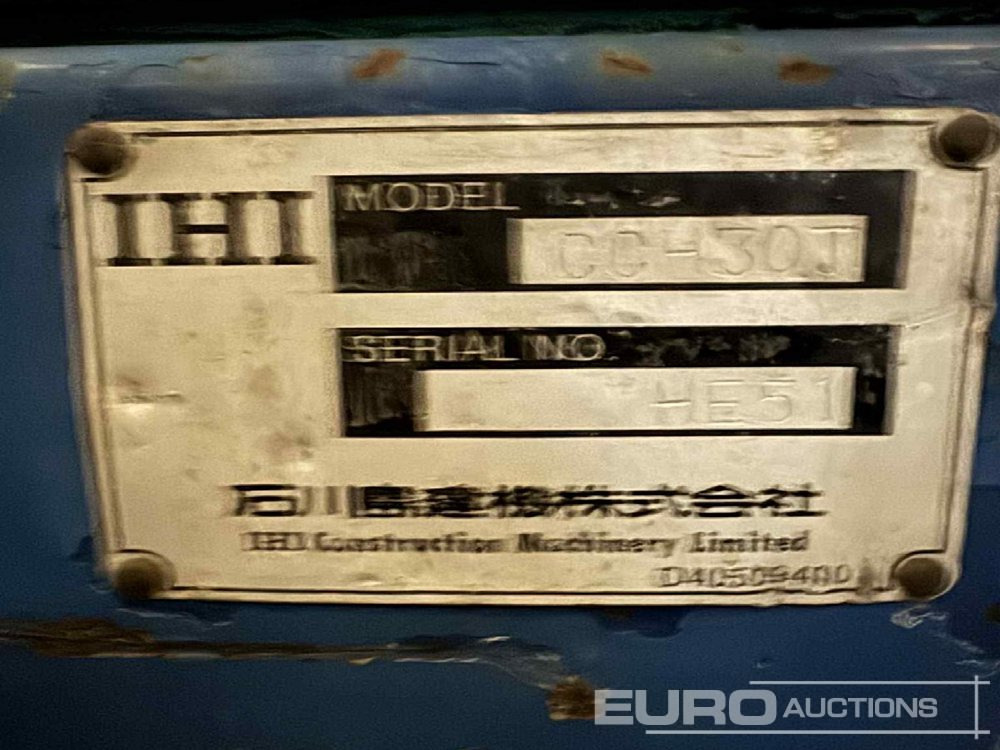 IHI
MODEL
CC-30J
SERIAL NO.
HE51
石川島建機株式会社
IHI Construction Machinery Limited
D40509400
EURO AUCTIONS